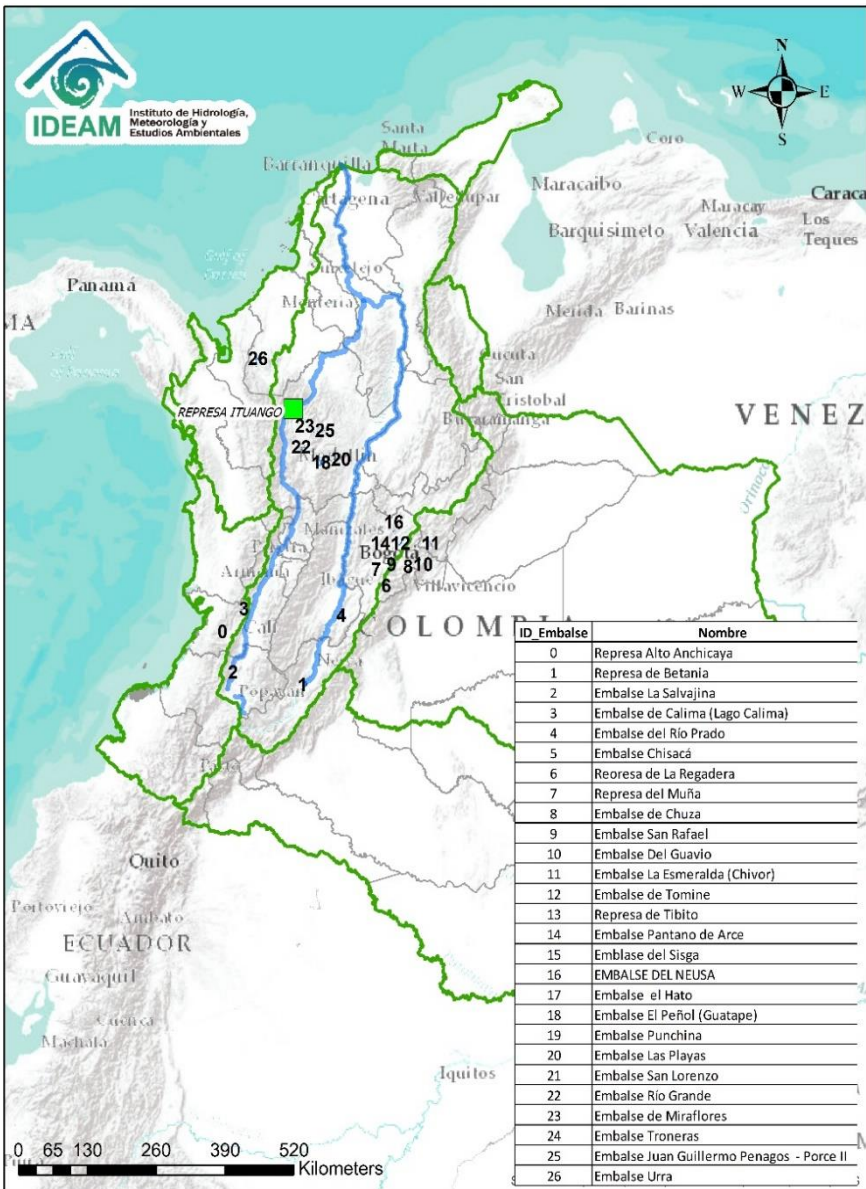 IDEAM
Instituto de Hidrología,
Meteorología y
Estudios Ambientales
N
W
E
S
Santa
Marta
Barranquilla
Valledupar
Coro
Maracaibo
Maracay
Caraca
Barquisimeto
Valencia
Los
Teques
Panamá
MA
Montería
Merida
Barinas
Cucuta
San
Cristobal
Bucaramanga
26
REPRESA ITUANGO
23
25
22
18
20
VENEZ
Orinoco
Manizales
16
14
12
11
Bogotá
7
9
8
10
6
Armenia
Ibague
Villavicencio
3
0
4
Cali
OLOMBIA
2
1
Popayan
Pasto
Quito
Portoviejo
Ambato
ECUADOR
Guayaquil
Cuenca
Machala
Iquitos
ID_Embalse Nombre
0 Represa Alto Anchicaya
1 Represa de Betania
2 Embalse La Salvajina
3 Embalse de Calima (Lago Calima)
4 Embalse del Río Prado
5 Embalse Chisacá
6 Reoresa de La Regadera
7 Represa del Muña
8 Embalse de Chuza
9 Embalse San Rafael
10 Embalse Del Guavio
11 Embalse La Esmeralda (Chivor)
12 Embalse de Tomine
13 Represa de Tibito
14 Embalse Pantano de Arce
15 Emblase del Sisga
16 EMBALSE DEL NEUSA
17 Embalse el Hato
18 Embalse El Peñol (Guatape)
19 Embalse Punchina
20 Embalse Las Playas
21 Embalse San Lorenzo
22 Embalse Río Grande
23 Embalse de Miraflores
24 Embalse Troneras
25 Embalse Juan Guillermo Penagos - Porce II
26 Embalse Urra
0 65 130 260 390 520
Kilometers